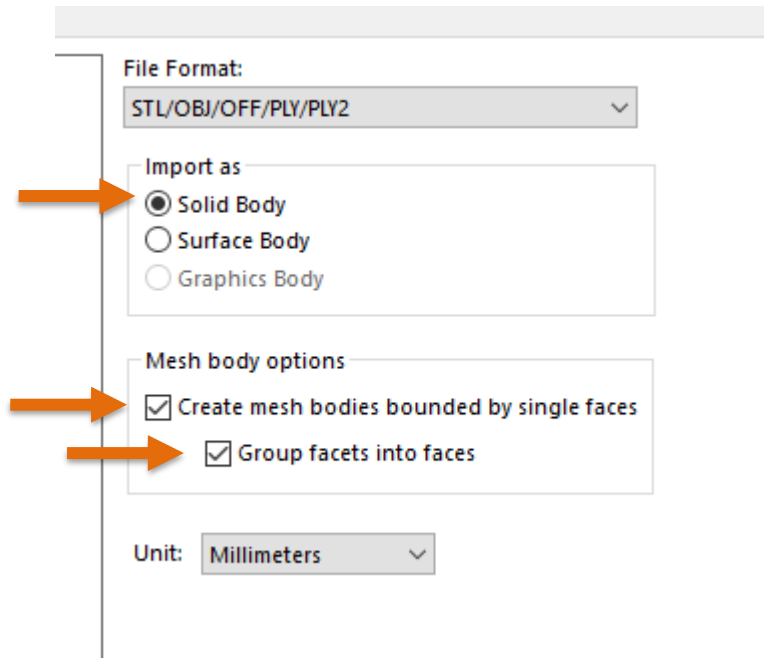 File Format:
STL/OBJ/OFF/PLY/PLY2
Import as
Solid Body
Surface Body
Graphics Body
Mesh body options
Create mesh bodies bounded by single faces
Group facets into faces
Unit: Millimeters